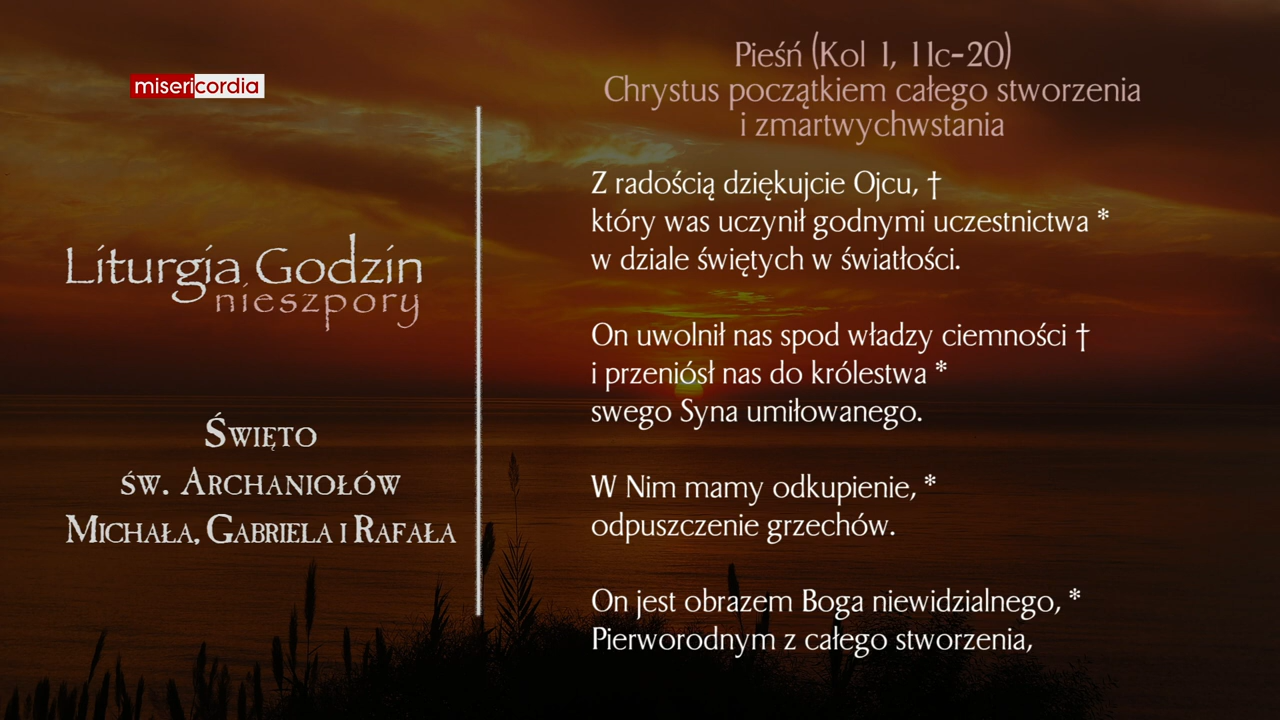 misericordia
Liturgia Godzin
nieszpory
Święto
św. Archaniołów
Michała, Gabriela i Rafała
Pieśń (Kol 1, 11c-20)
Chrystus początkiem całego stworzenia
i zmartwychwstania
Z radością dziękujcie Ojcu, †
który was uczynił godnymi uczestnictwa *
w dziale świętych w światłości.
On uwolnił nas spod władzy ciemności †
i przeniósł nas do królestwa *
swego Syna umiłowanego.
W Nim mamy odkupienie, *
odpuszczenie grzechów.
On jest obrazem Boga niewidzialnego, *
Pierworodnym z całego stworzenia,